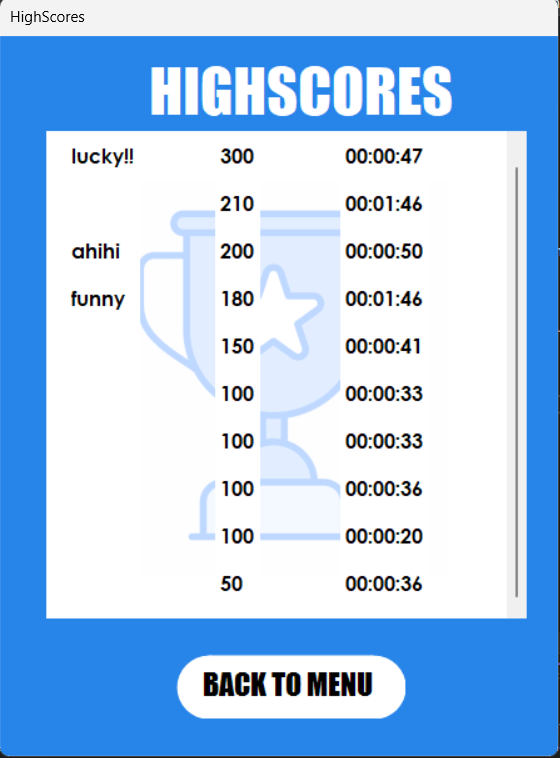 HighScores
HIGHSCORES
lucky!! 300 00:00:47
210 00:01:46
ahihi 200 00:00:50
funny 180 00:01:46
150 00:00:41
100 00:00:33
100 00:00:33
100 00:00:36
100 00:00:20
50 00:00:36
BACK TO MENU